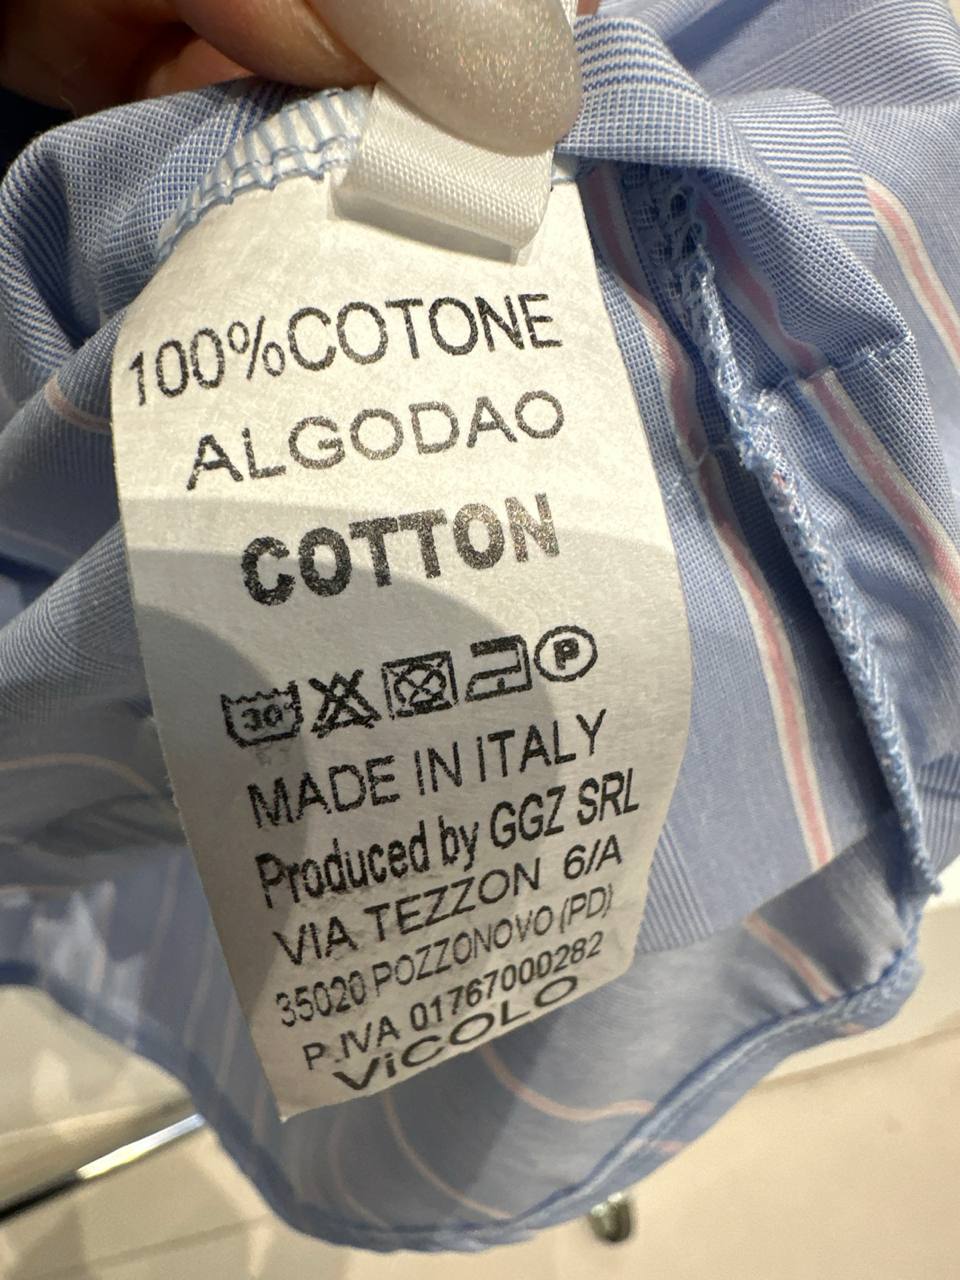 100%COTONE
ALGODAO
COTTON
30 P
MADE IN ITALY
Produced by GGZ SRL
VIA TEZZON 6/A
35020 POZZONOVO (PD)
P.IVA 01767000282
ViCOLO